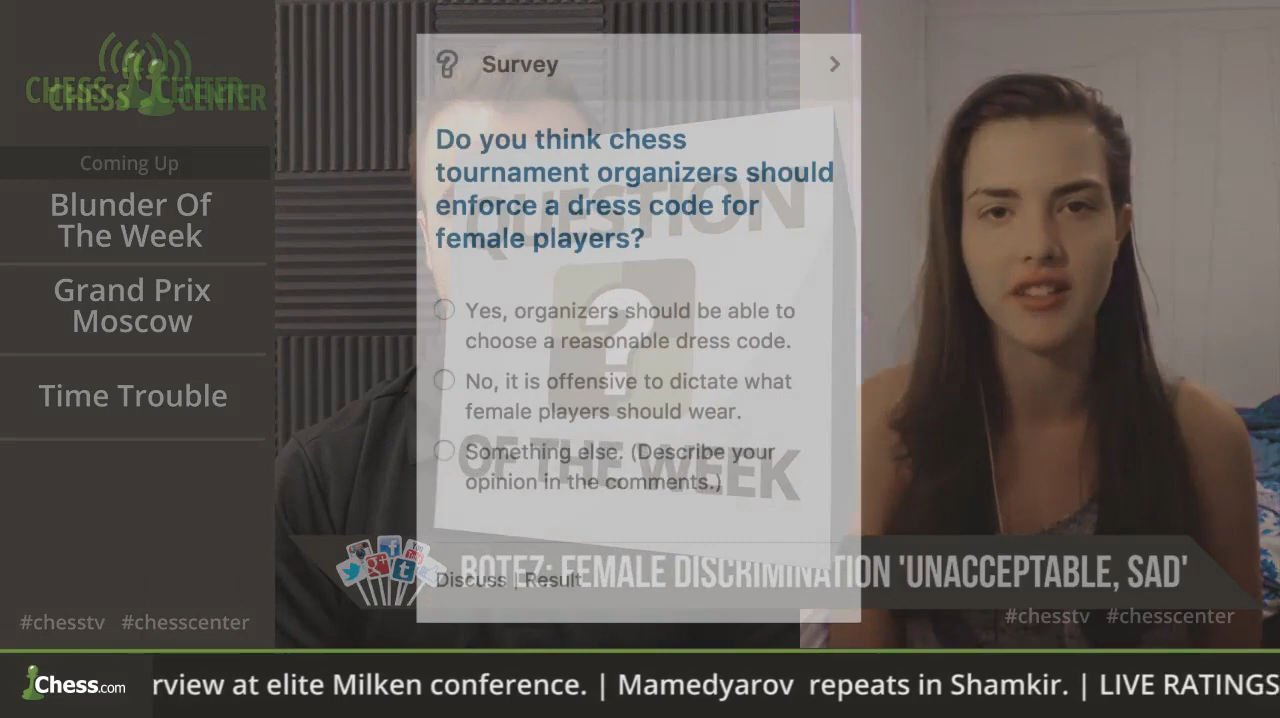 CHESS CENTER
CHESS CENTER
Coming Up
Blunder Of
The Week
Grand Prix
Moscow
Time Trouble
#chesstv #chesscenter
Survey
Do you think chess
tournament organizers should
enforce a dress code for
female players?
Yes, organizers should be able to
choose a reasonable dress code.
No, it is offensive to dictate what
female players should wear.
Something else. (Describe your
opinion in the comments.)
Discuss | Result
QUESTION
OF THE WEEK
BOTEZ: FEMALE DISCRIMINATION 'UNACCEPTABLE, SAD'
#chesstv #chesscenter
Chess.com
rview at elite Milken conference. | Mamedyarov repeats in Shamkir. | LIVE RATINGS